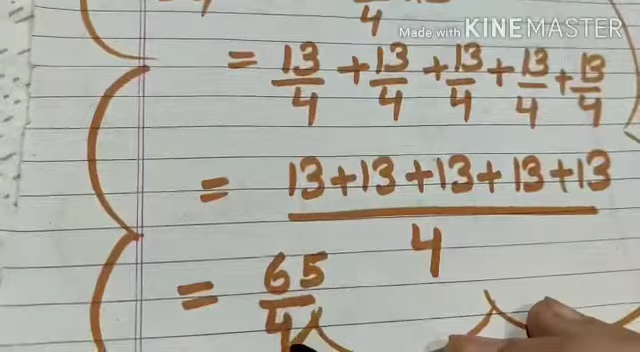 Made with KINEMASTER
4
= 13/4 + 13/4 + 13/4 + 13/4 + 13/4
= 13+13+13+13+13
4
= 65/4